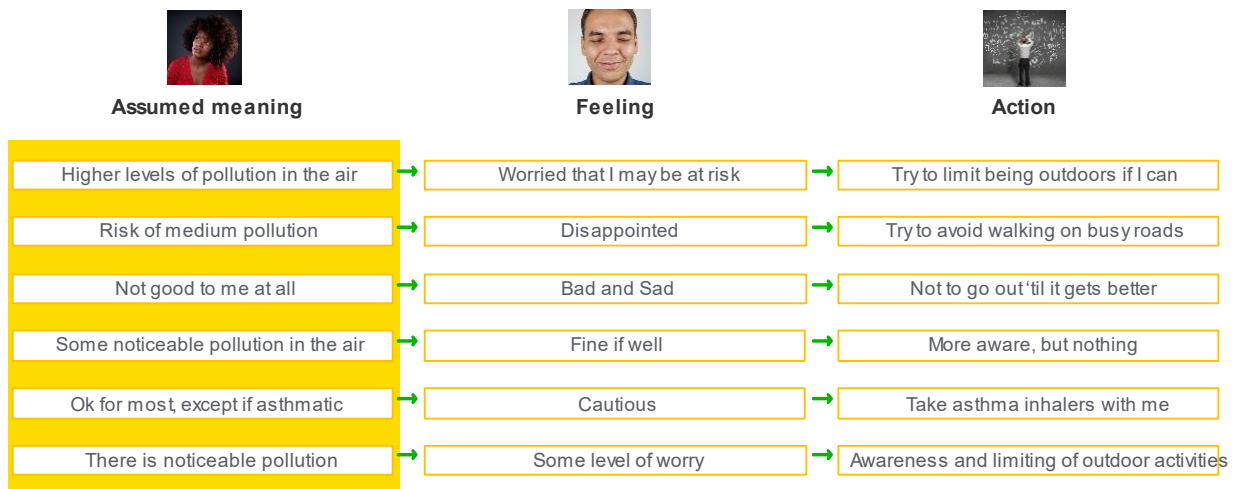 Assumed meaning
Feeling
Action
Higher levels of pollution in the air
Worried that I may be at risk
Try to limit being outdoors if I can
Risk of medium pollution
Disappointed
Try to avoid walking on busy roads
Not good to me at all
Bad and Sad
Not to go out ‘til it gets better
Some noticeable pollution in the air
Fine if well
More aware, but nothing
Ok for most, except if asthmatic
Cautious
Take asthma inhalers with me
There is noticeable pollution
Some level of worry
Awareness and limiting of outdoor activities